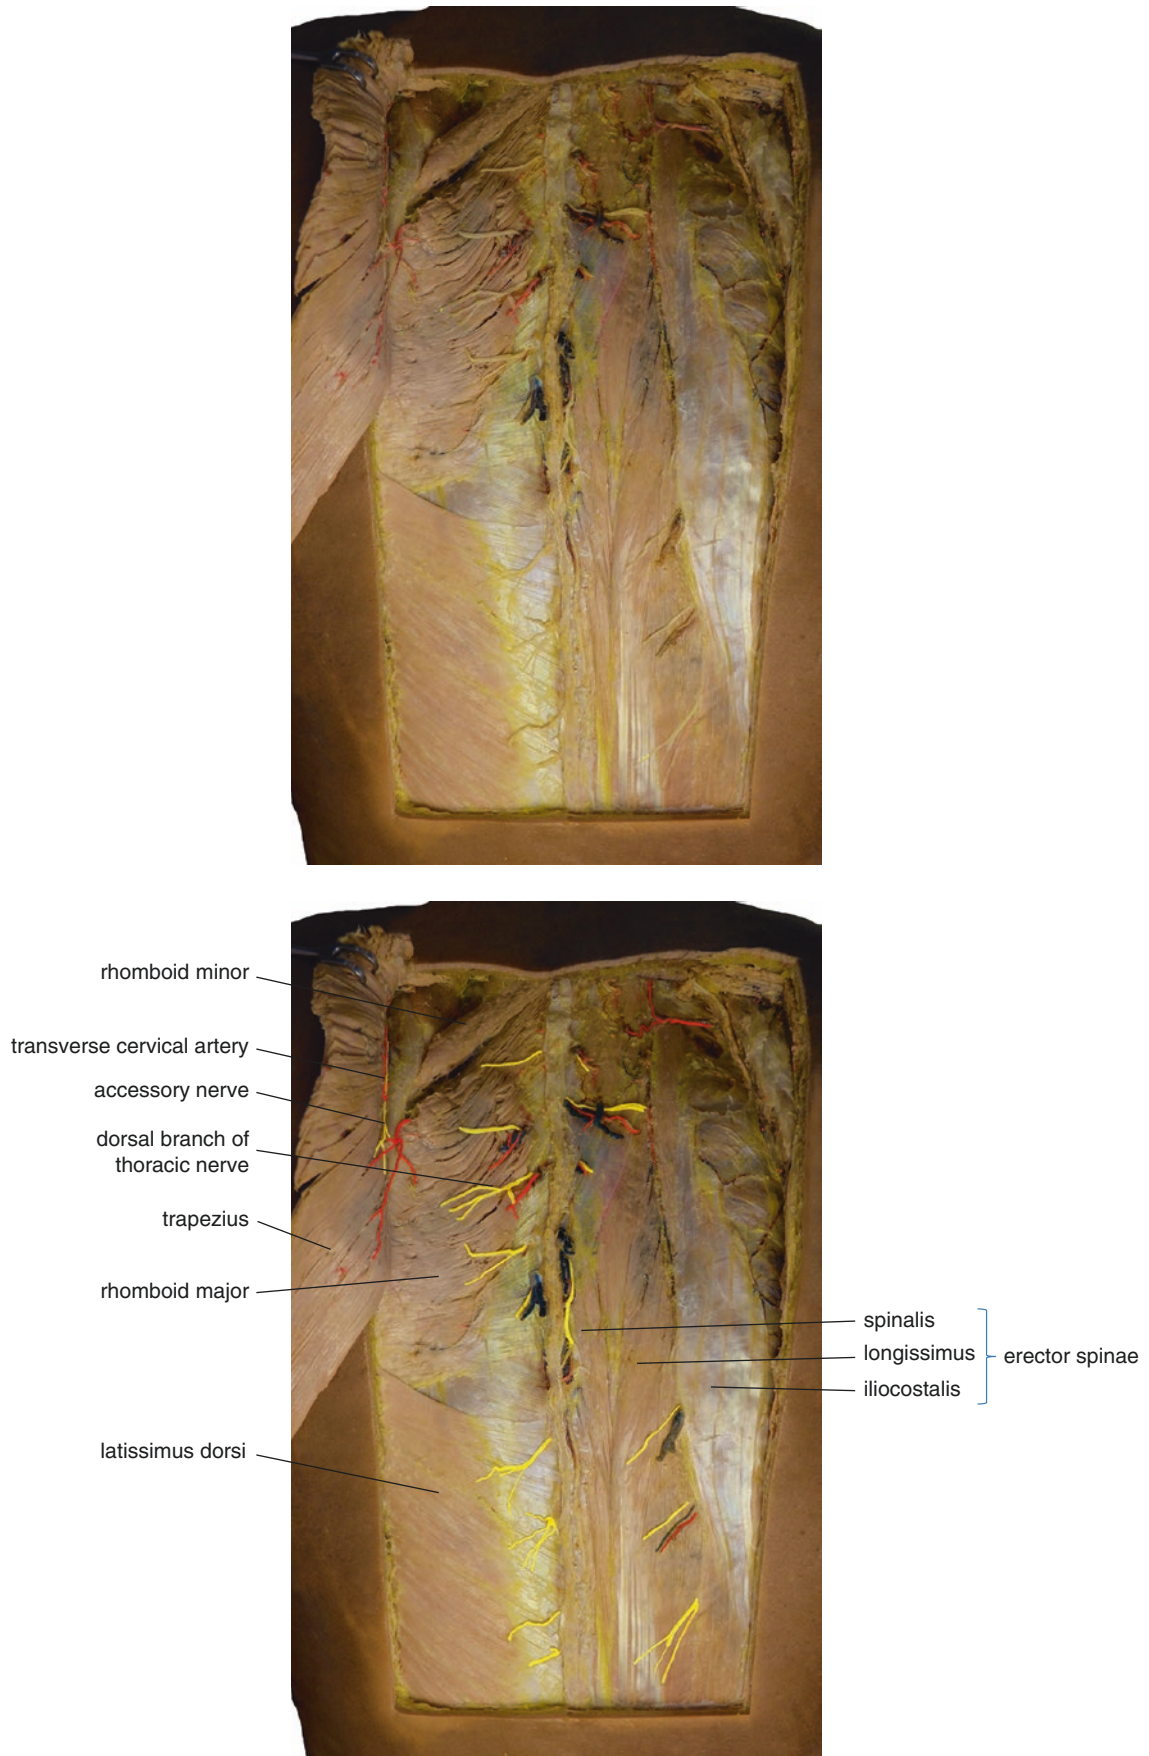 rhomboid minor
transverse cervical artery
accessory nerve
dorsal branch of
thoracic nerve
trapezius
rhomboid major
latissimus dorsi
spinalis
longissimus
iliocostalis
erector spinae